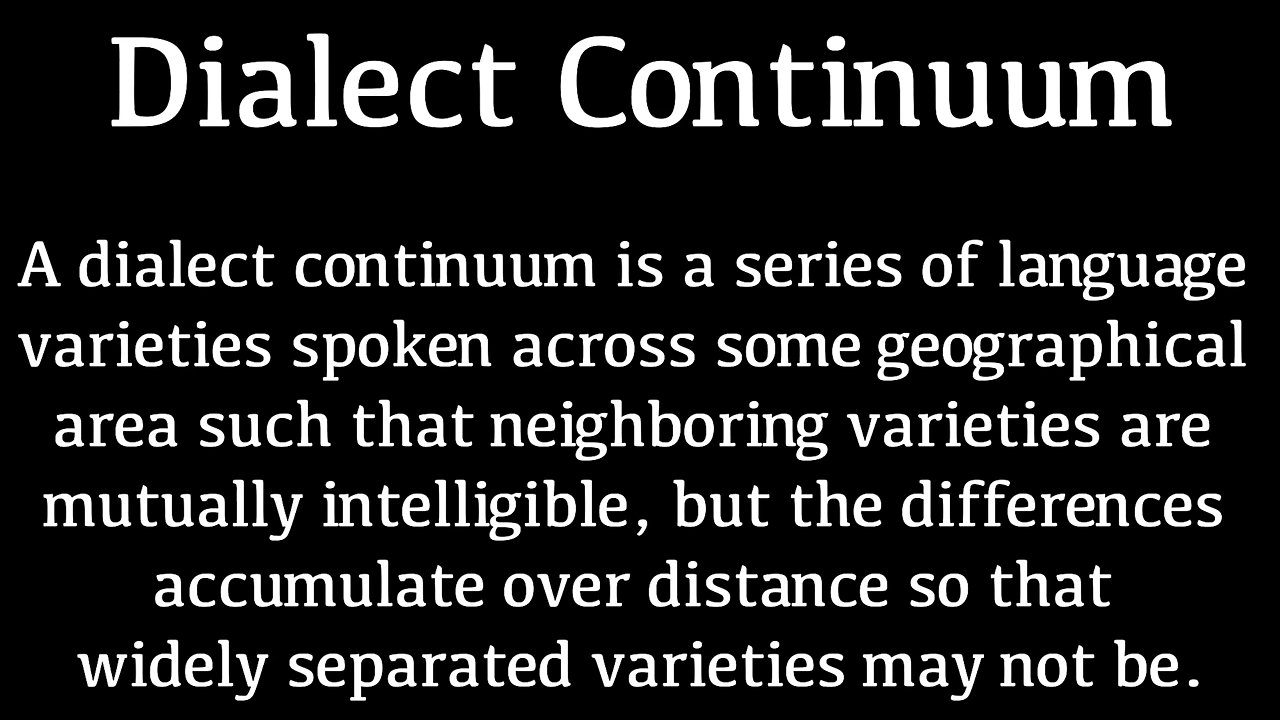 Dialect Continuum
A dialect continuum is a series of language
varieties spoken across some geographical
area such that neighboring varieties are
mutually intelligible, but the differences
accumulate over distance so that
widely separated varieties may not be.